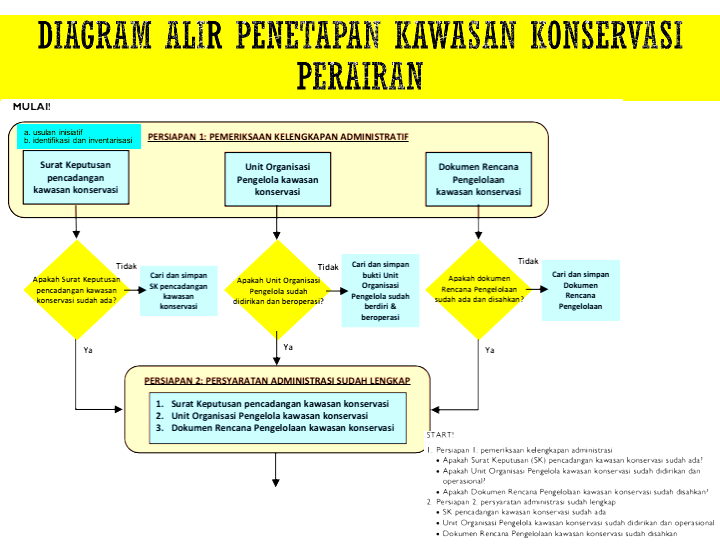 DIAGRAM ALIR PENETAPAN KAWASAN KONSERVASI
PERAIRAN
MULAI!
a. usulan inisiatif
b. identifikasi dan inventarisasi
PERSIAPAN 1: PEMERIKSAAN KELENGKAPAN ADMINISTRATIF
Surat Keputusan
pencadangan
kawasan konservasi
Unit Organisasi
Pengelola kawasan
konservasi
Dokumen Rencana
Pengelolaan
kawasan konservasi
Apakah Surat Keputusan
pencadangan kawasan
konservasi sudah ada?
Tidak
Cari dan simpan
SK pencadangan
kawasan
konservasi
Apakah Unit Organisasi
Pengelola sudah
didirikan dan beroperasi?
Tidak
Cari dan simpan
bukti Unit
Organisasi
Pengelola sudah
berdiri &
beroperasi
Apakah dokumen
Rencana Pengelolaan
sudah ada dan disahkan?
Tidak
Cari dan simpan
Dokumen
Rencana
Pengelolaan
Ya
Ya
Ya
PERSIAPAN 2: PERSYARATAN ADMINISTRASI SUDAH LENGKAP
1. Surat Keputusan pencadangan kawasan konservasi
2. Unit Organisasi Pengelola kawasan konservasi
3. Dokumen Rencana Pengelolaan kawasan konservasi
START!
1. Persiapan 1: pemeriksaan kelengkapan administrasi
• Apakah Surat Keputusan (SK) pencadangan kawasan konservasi sudah ada?
• Apakah Unit Organisasi Pengelola kawasan konservasi sudah didirikan dan
operasional?
• Apakah Dokumen Rencana Pengelolaan kawasan konservasi sudah disahkan?
2. Persiapan 2: persyaratan administrasi sudah lengkap
• SK pencadangan kawasan konservasi sudah ada
• Unit Organisasi Pengelola kawasan konservasi sudah didirikan dan operasional
• Dokumen Rencana Pengelolaan kawasan konservasi sudah disahkan